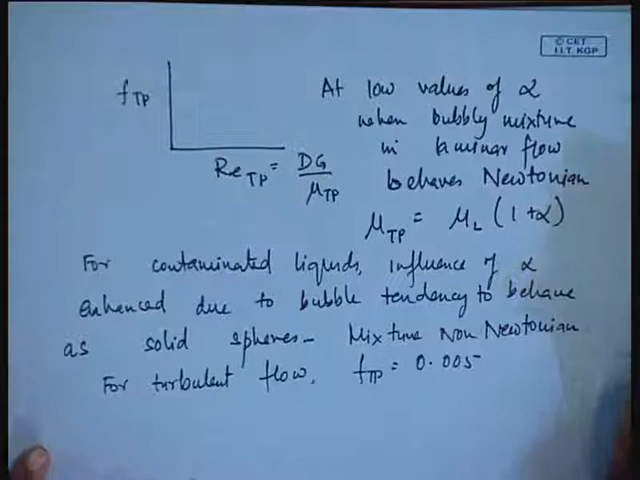 © CET
I.I.T. KGP
f_TP
Re_TP = DG / μ_TP
At low values of α
when bubbly mixture
in laminar flow
behaves Newtonian
μ_TP = μ_L (1+α)
For contaminated liquids, influence of α
enhanced due to bubble tendency to behave
as solid spheres - Mixture Non Newtonian
For turbulent flow, f_TP = 0.005